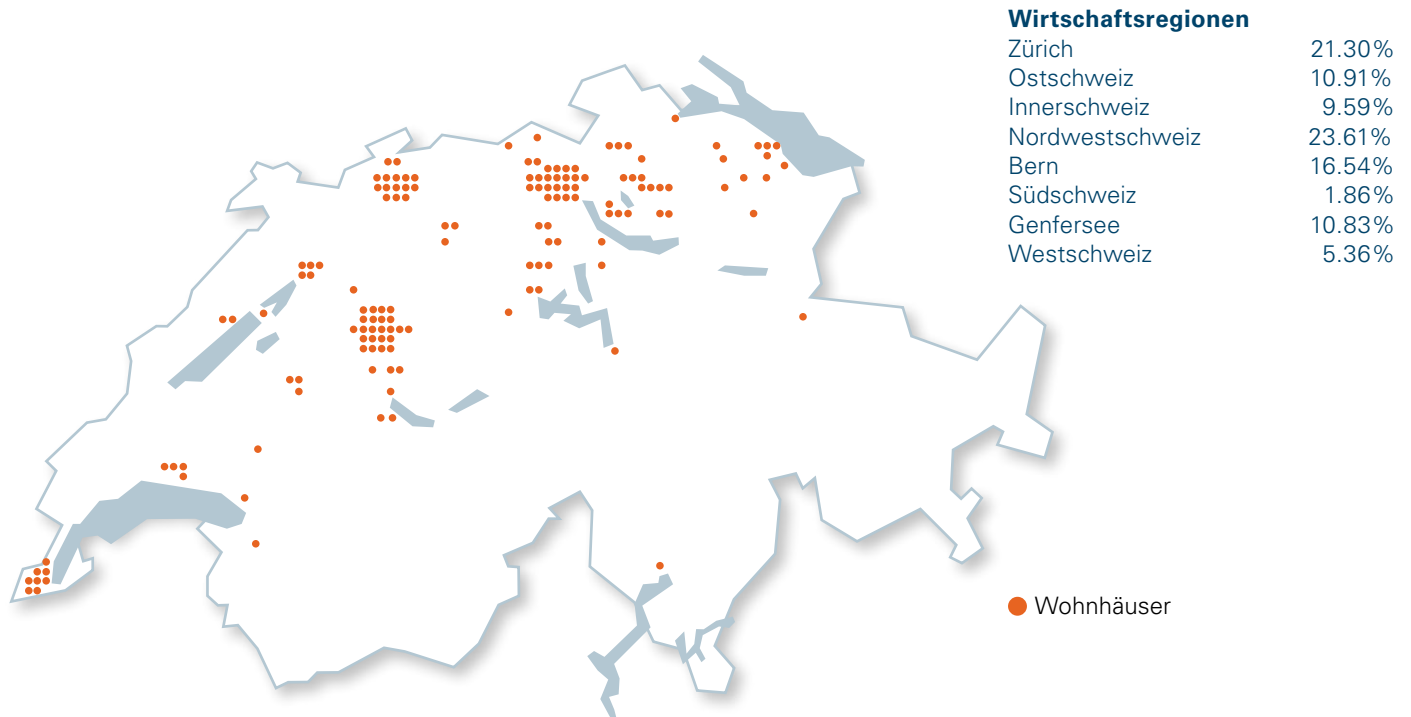 Wirtschaftsregionen
Zürich 21.30%
Ostschweiz 10.91%
Innerschweiz 9.59%
Nordwestschweiz 23.61%
Bern 16.54%
Südschweiz 1.86%
Genfersee 10.83%
Westschweiz 5.36%
Wohnhäuser